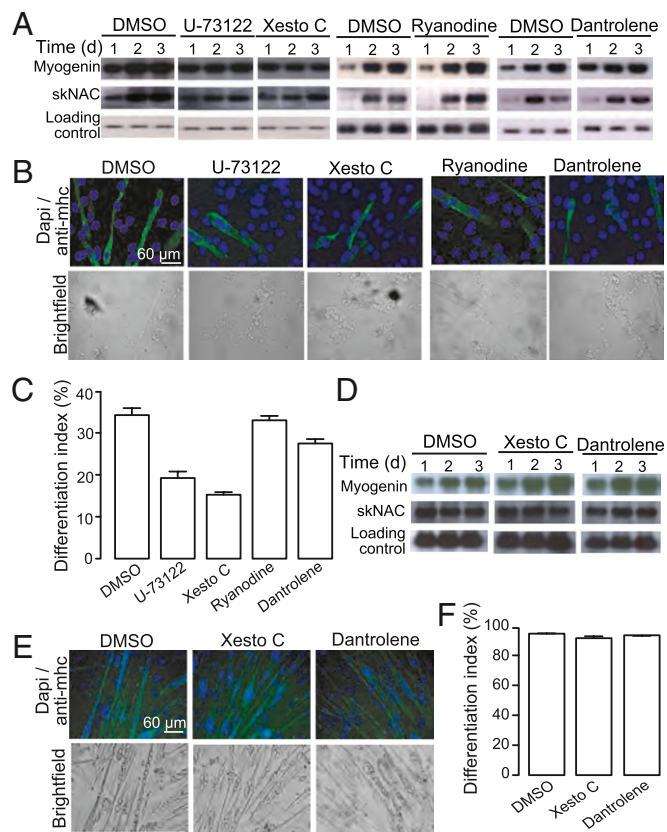 A
DMSO U-73122 Xesto C DMSO Ryanodine DMSO Dantrolene
Time (d) 1 2 3 1 2 3 1 2 3 1 2 3 1 2 3 1 2 3 1 2 3
Myogenin
skNAC
Loading
control
B
DMSO U-73122 Xesto C Ryanodine Dantrolene
Dapi /
anti-mhc
60 µm
Brightfield
C
Differentiation index (%)
40
30
20
10
0
DMSO
U-73122
Xesto C
Ryanodine
Dantrolene
D
DMSO Xesto C Dantrolene
Time (d) 1 2 3 1 2 3 1 2 3
Myogenin
skNAC
Loading
control
E
DMSO Xesto C Dantrolene
Dapi /
anti-mhc
60 µm
Brightfield
F
Differentiation index (%)
100
80
60
40
20
0
DMSO
Xesto C
Dantrolene